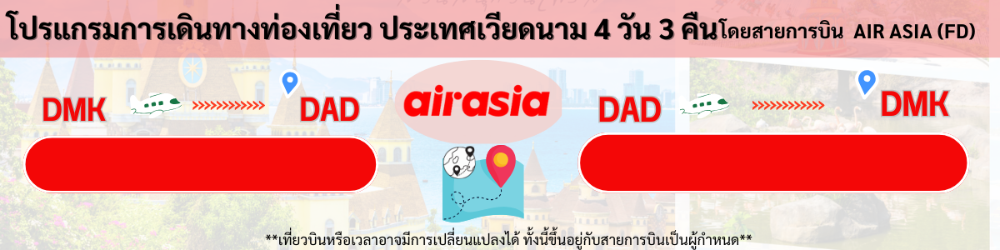 โปรแกรมการเดินทางท่องเที่ยว ประเทศเวียดนาม 4 วัน 3 คืนโดยสายการบิน AIR ASIA (FD)
DMK >>>>>>>>>>>> DAD
airasia
DAD >>>>>>>>>>>> DMK
**เที่ยวบินหรือเวลาอาจมีการเปลี่ยนแปลงได้ ทั้งนี้ขึ้นอยู่กับสายการบินเป็นผู้กำหนด**